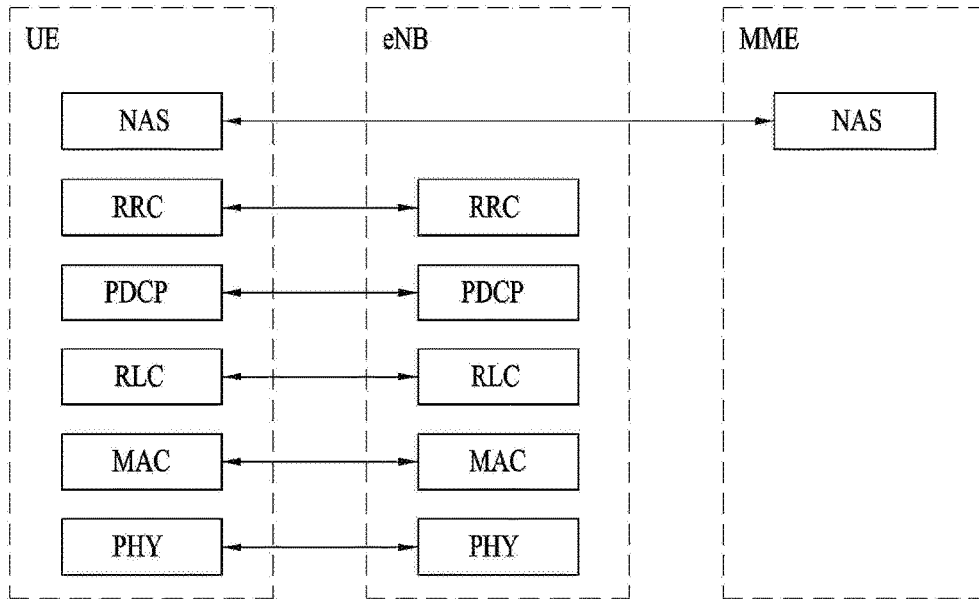 UE eNB MME
NAS NAS
RRC RRC
PDCP PDCP
RLC RLC
MAC MAC
PHY PHY